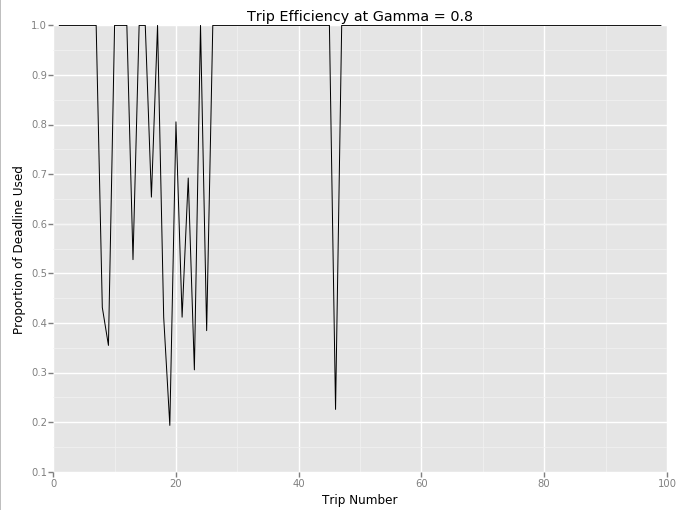 Trip Efficiency at Gamma = 0.8
1.0
0.9
0.8
0.7
0.6
0.5
0.4
0.3
0.2
0.1
Proportion of Deadline Used
0 20 40 60 80 100
Trip Number